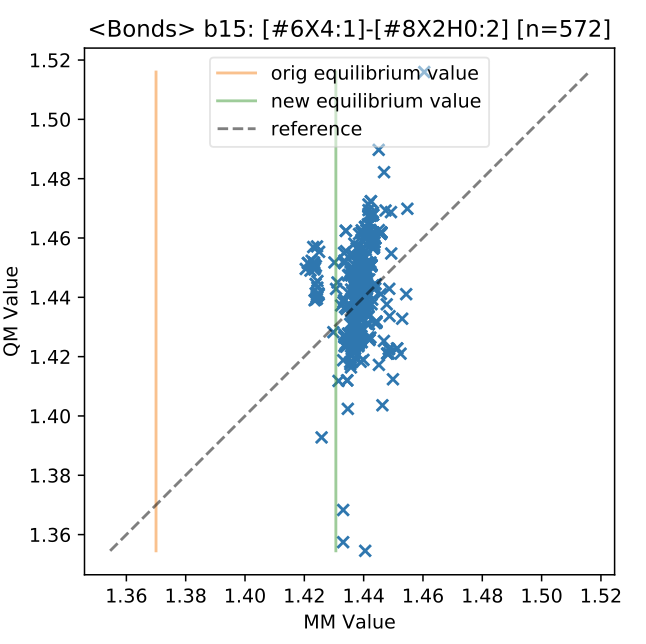 <Bonds> b15: [#6X4:1]-[#8X2H0:2] [n=572]
orig equilibrium value
new equilibrium value
reference
QM Value
1.52
1.50
1.48
1.46
1.44
1.42
1.40
1.38
1.36
1.36 1.38 1.40 1.42 1.44 1.46 1.48 1.50 1.52
MM Value